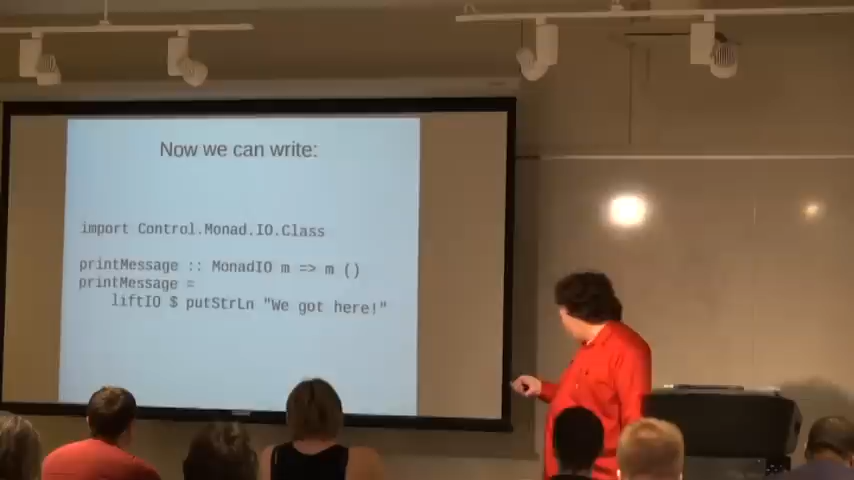 Now we can write:
import Control.Monad.IO.Class
printMessage :: MonadIO m => m ()
printMessage =
liftIO $ putStrLn "We got here!"